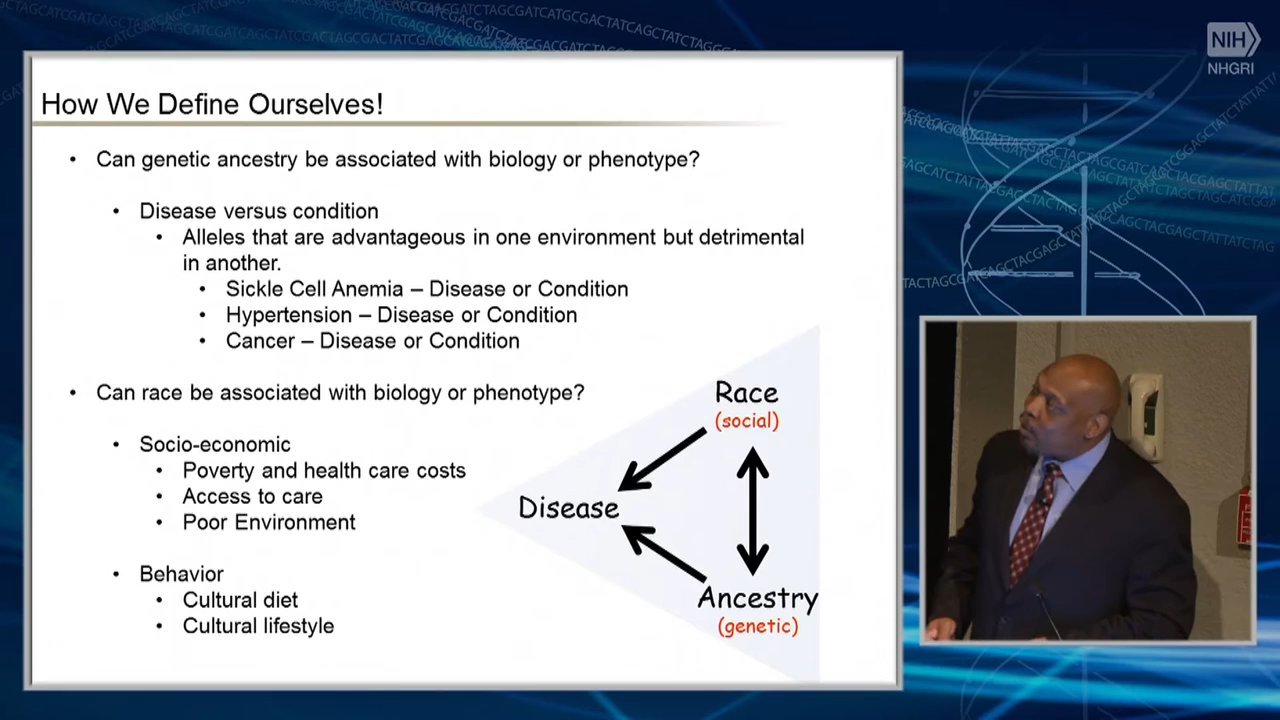 NIH
NHGRI
How We Define Ourselves!
• Can genetic ancestry be associated with biology or phenotype?
• Disease versus condition
• Alleles that are advantageous in one environment but detrimental
in another.
• Sickle Cell Anemia – Disease or Condition
• Hypertension – Disease or Condition
• Cancer – Disease or Condition
• Can race be associated with biology or phenotype?
• Socio-economic
• Poverty and health care costs
• Access to care
• Poor Environment
• Behavior
• Cultural diet
• Cultural lifestyle
Race
(social)
Disease
Ancestry
(genetic)